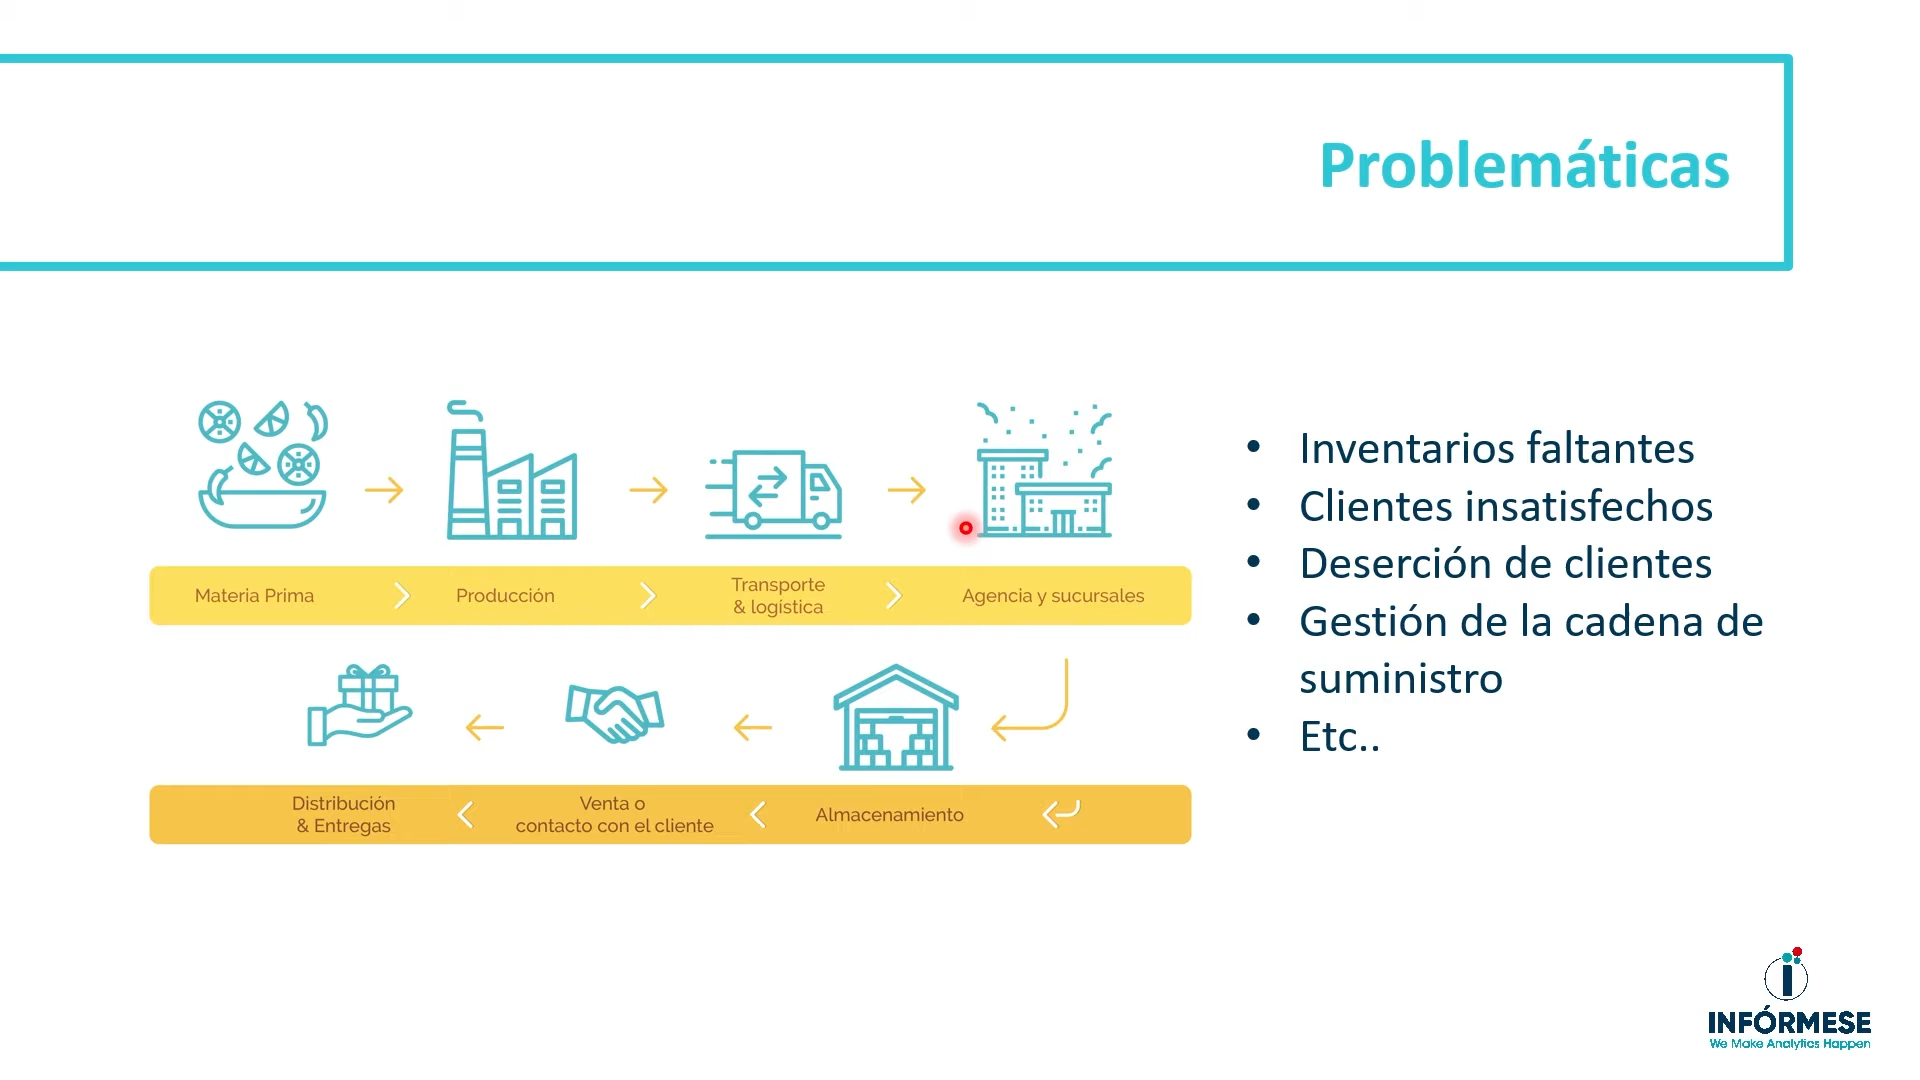 Problemáticas
Materia Prima
Producción
Transporte
& logística
Agencia y sucursales
Distribución
& Entregas
Venta o
contacto con el cliente
Almacenamiento
• Inventarios faltantes
• Clientes insatisfechos
• Deserción de clientes
• Gestión de la cadena de
suministro
• Etc..
INFÓRMESE
We Make Analytics Happen